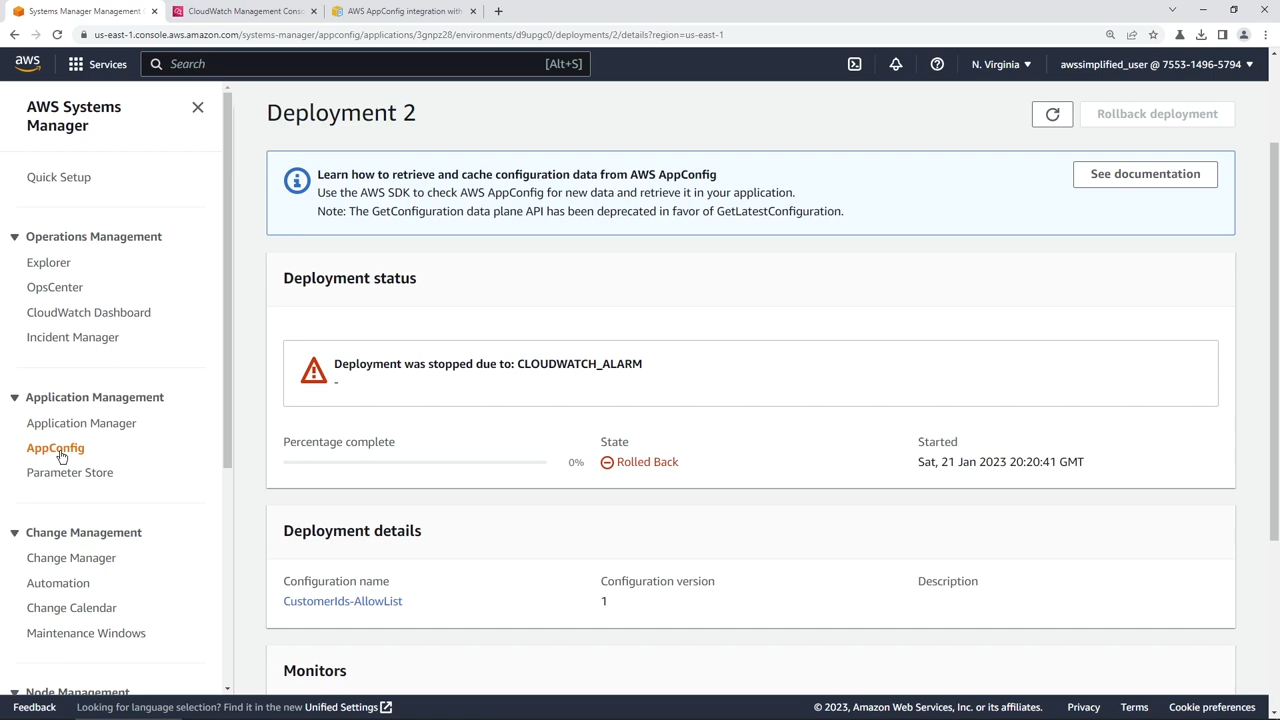 Systems Manager Management
CloudWatch Management Conso
AWS AppConfig integration with
us-east-1.console.aws.amazon.com/systems-manager/appconfig/applications/3gnpz28/environments/d9upgc0/deployments/2/details?region=us-east-1
aws
Services
Search
[Alt+S]
N. Virginia
awssimplified_user @ 7553-1496-5794
AWS Systems
Manager
Quick Setup
Operations Management
Explorer
OpsCenter
CloudWatch Dashboard
Incident Manager
Application Management
Application Manager
AppConfig
Parameter Store
Change Management
Change Manager
Automation
Change Calendar
Maintenance Windows
Node Management
Deployment 2
Rollback deployment
Learn how to retrieve and cache configuration data from AWS AppConfig
Use the AWS SDK to check AWS AppConfig for new data and retrieve it in your application.
Note: The GetConfiguration data plane API has been deprecated in favor of GetLatestConfiguration.
See documentation
Deployment status
Deployment was stopped due to: CLOUDWATCH_ALARM
-
Percentage complete
0%
State
Rolled Back
Started
Sat, 21 Jan 2023 20:20:41 GMT
Deployment details
Configuration name
CustomerIds-AllowList
Configuration version
1
Description
Monitors
Feedback
Looking for language selection? Find it in the new Unified Settings
© 2023, Amazon Web Services, Inc. or its affiliates.
Privacy
Terms
Cookie preferences